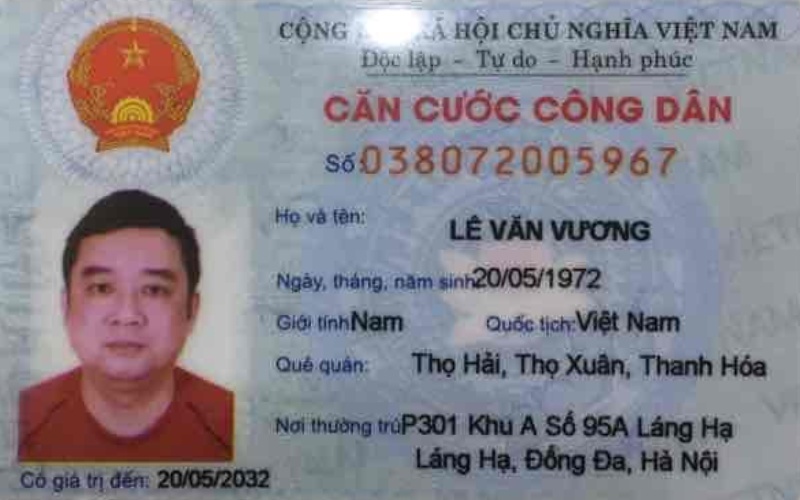 CỘNG XÃ HỘI CHỦ NGHĨA VIỆT NAM
Độc lập - Tự do - Hạnh phúc
CĂN CƯỚC CÔNG DÂN
Số: 038072005967
Họ và tên: LÊ VĂN VƯƠNG
Ngày, tháng, năm sinh 20/05/1972
Giới tính: Nam Quốc tịch: Việt Nam
Quê quán: Thọ Hải, Thọ Xuân, Thanh Hóa
Nơi thường trú P301 Khu A Số 95A Láng Hạ
Láng Hạ, Đống Đa, Hà Nội
Có giá trị đến: 20/05/2032